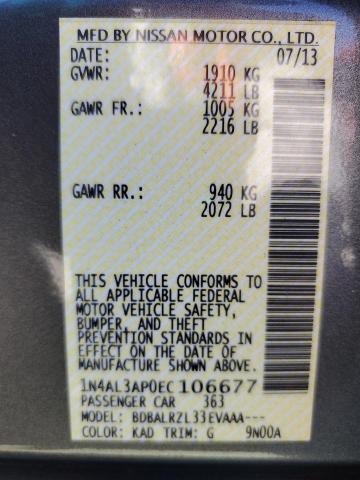 MFD BY NISSAN MOTOR CO., LTD.
DATE: 07/13
GVWR: 1910 KG
4211 LB
GAWR FR.: 1005 KG
2216 LB
GAWR RR.: 940 KG
2072 LB
THIS VEHICLE CONFORMS TO
ALL APPLICABLE FEDERAL
MOTOR VEHICLE SAFETY,
BUMPER, AND THEFT
PREVENTION STANDARDS IN
EFFECT ON THE DATE OF
MANUFACTURE SHOWN ABOVE.
1N4AL3AP0EC106677
PASSENGER CAR 363
MODEL: BDBALRZL33EVAAA---
COLOR: KAD TRIM: G 9N00A